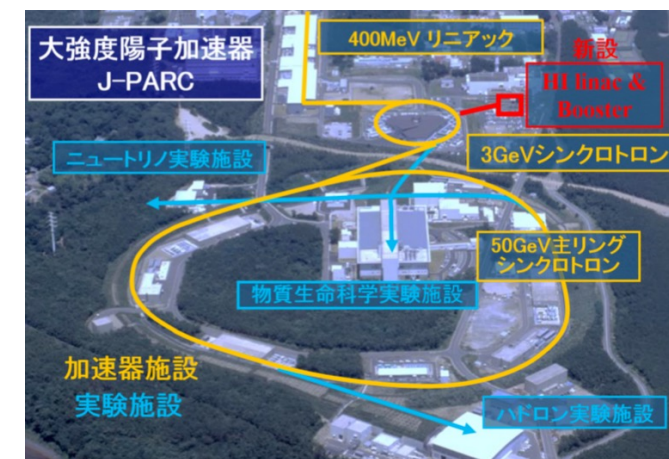 大強度陽子加速器
J-PARC
400MeV リニアック
新設
HI linac &
Booster
ニュートリノ実験施設
3GeVシンクロトロン
50GeV主リング
シンクロトロン
物質生命科学実験施設
加速器施設
実験施設
ハドロン実験施設